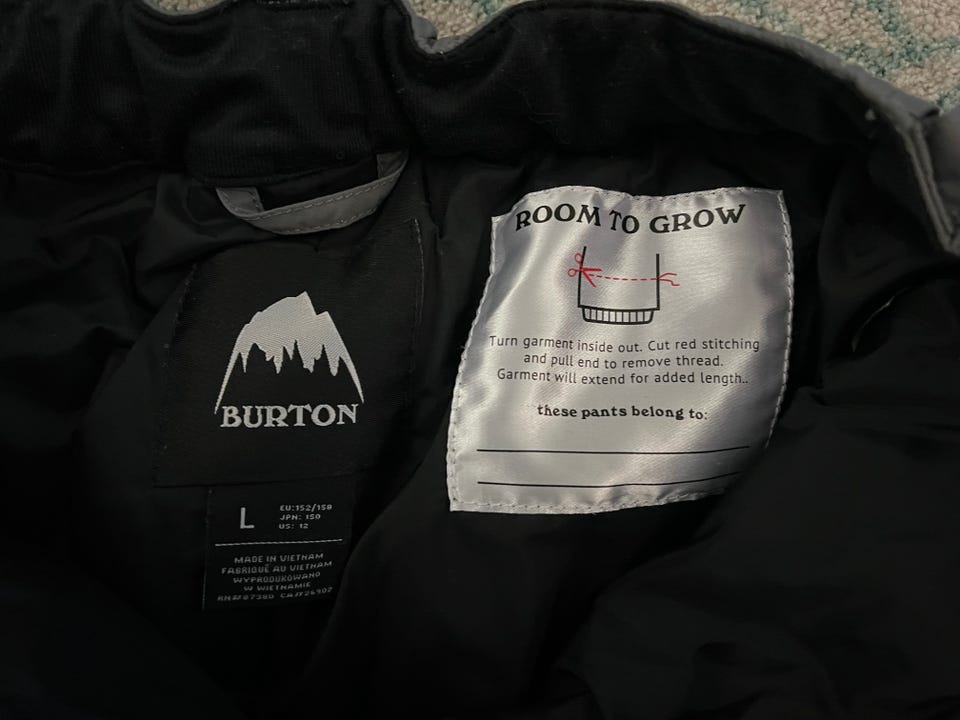 BURTON
L
EU:152/158
JPN: 150
US: 12
MADE IN VIETNAM
FABRIQUÉ AU VIETNAM
WYPRODUKOWANO
W WIETNAMIE
ROOM TO GROW
Turn garment inside out. Cut red stitching
and pull end to remove thread.
Garment will extend for added length..
these pants belong to: